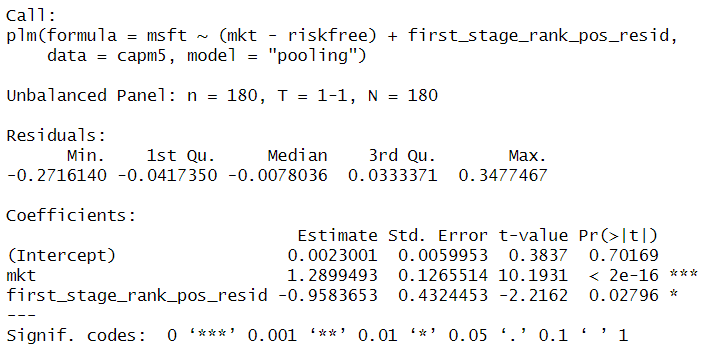 Call:
plm(formula = msft ~ (mkt - riskfree) + first_stage_rank_pos_resid,
    data = capm5, model = "pooling")

Unbalanced Panel: n = 180, T = 1-1, N = 180

Residuals:
      Min.    1st Qu.     Median    3rd Qu.       Max.
-0.2716140 -0.0417350 -0.0078036  0.0333371  0.3477467

Coefficients:
                             Estimate Std. Error t-value Pr(>|t|)
(Intercept)                 0.0023001  0.0059953  0.3837  0.70169
mkt                         1.2899493  0.1265514 10.1931  < 2e-16 ***
first_stage_rank_pos_resid -0.9583653  0.4324453 -2.2162  0.02796 *
---
Signif. codes:  0 ‘***’ 0.001 ‘**’ 0.01 ‘*’ 0.05 ‘.’ 0.1 ‘ ’ 1